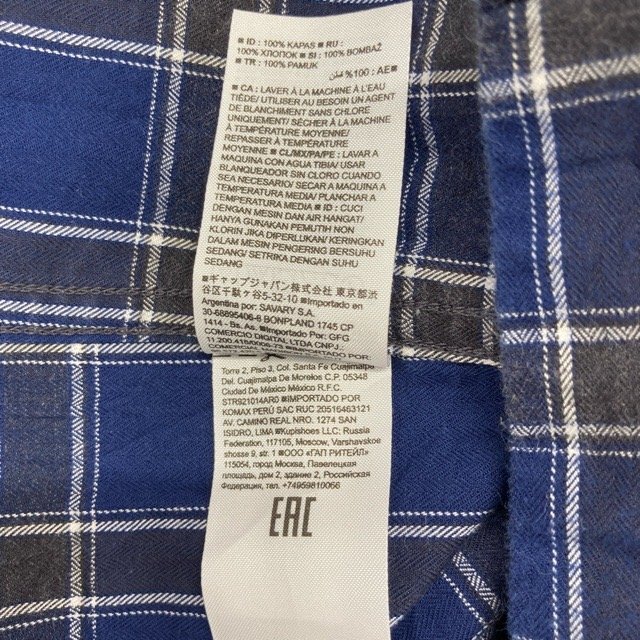 ■ ID : 100% KAPAS ■ RU :
100% ХЛОПОК ■ SI : 100% BOMBAŽ
■ TR : 100% PAMUK
■ AE: 100% قطن
■ CA : LAVER À LA MACHINE À L'EAU
TIÈDE/ UTILISER AU BESOIN UN AGENT
DE BLANCHIMENT SANS CHLORE
UNIQUEMENT/ SÉCHER À LA MACHINE
À TEMPÉRATURE MOYENNE/
REPASSER À TEMPÉRATURE
MOYENNE ■ CL/MX/PA/PE : LAVAR A
MAQUINA CON AGUA TIBIA/ USAR
BLANQUEADOR SIN CLORO CUANDO
SEA NECESARIO/ SECAR A MAQUINA A
TEMPERATURA MEDIA/ PLANCHAR A
TEMPERATURA MEDIA ■ ID : CUCI
DENGAN MESIN DAN AIR HANGAT/
HANYA GUNAKAN PEMUTIH NON
KLORIN JIKA DIPERLUKAN/ KERINGKAN
DALAM MESIN PENGERING BERSUHU
SEDANG/ SETRIKA DENGAN SUHU
SEDANG
■ギャップジャパン株式会社 東京都渋
谷区千駄ヶ谷5-32-10 ■Importado en
Argentina por: SAVARY S.A.
30-68895406-6 BONPLAND 1745 CP
1414 - Bs. As. ■Importado por: GFG
COMERCIO DIGITAL LTDA CNPJ.:
COMERCIO ■IMPORTADO POR:
Torre 2, Piso 3, Col. Santa Fe Cuajimalpa
Del. Cuajimalpa De Morelos C.P. 05348
Ciudad De México México R.F.C.
STR921014AR0 ■IMPORTADO POR
KOMAX PERÚ SAC RUC 20516463121
AV. CAMINO REAL NRO. 1274 SAN
ISIDRO, LIMA ■Kupishoes LLC; Russia
Federation, 117105, Moscow, Varshavskoe
shosse 9, str. 1 ■ООО «ГАП РИТЕЙЛ»
115054, город Москва, Павелецкая
площадь, дом 2, здание 2, Российская
Федерация, тел. +74959810066
EAC